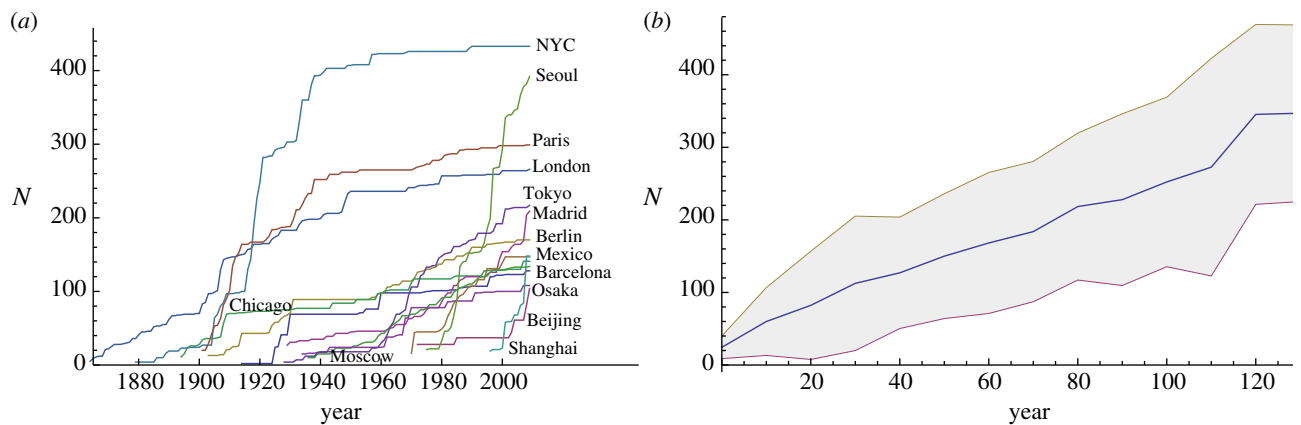 (a)
400
300
200
100
0
N
1880 1900 1920 1940 1960 1980 2000
year
NYC
Seoul
Paris
London
Tokyo
Madrid
Berlin
Mexico
Barcelona
Chicago
Osaka
Beijing
Moscow
Shanghai
(b)
400
300
200
100
0
N
20 40 60 80 100 120
year